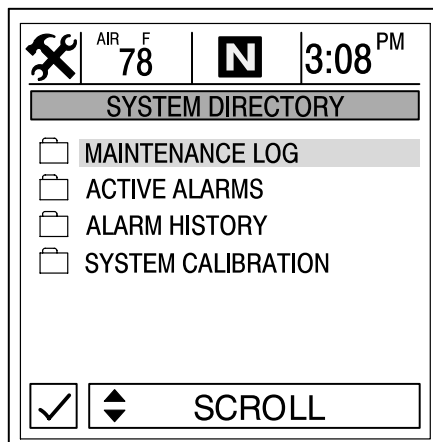 AIR F
78 N 3:08 PM
SYSTEM DIRECTORY
MAINTENANCE LOG
ACTIVE ALARMS
ALARM HISTORY
SYSTEM CALIBRATION
SCROLL